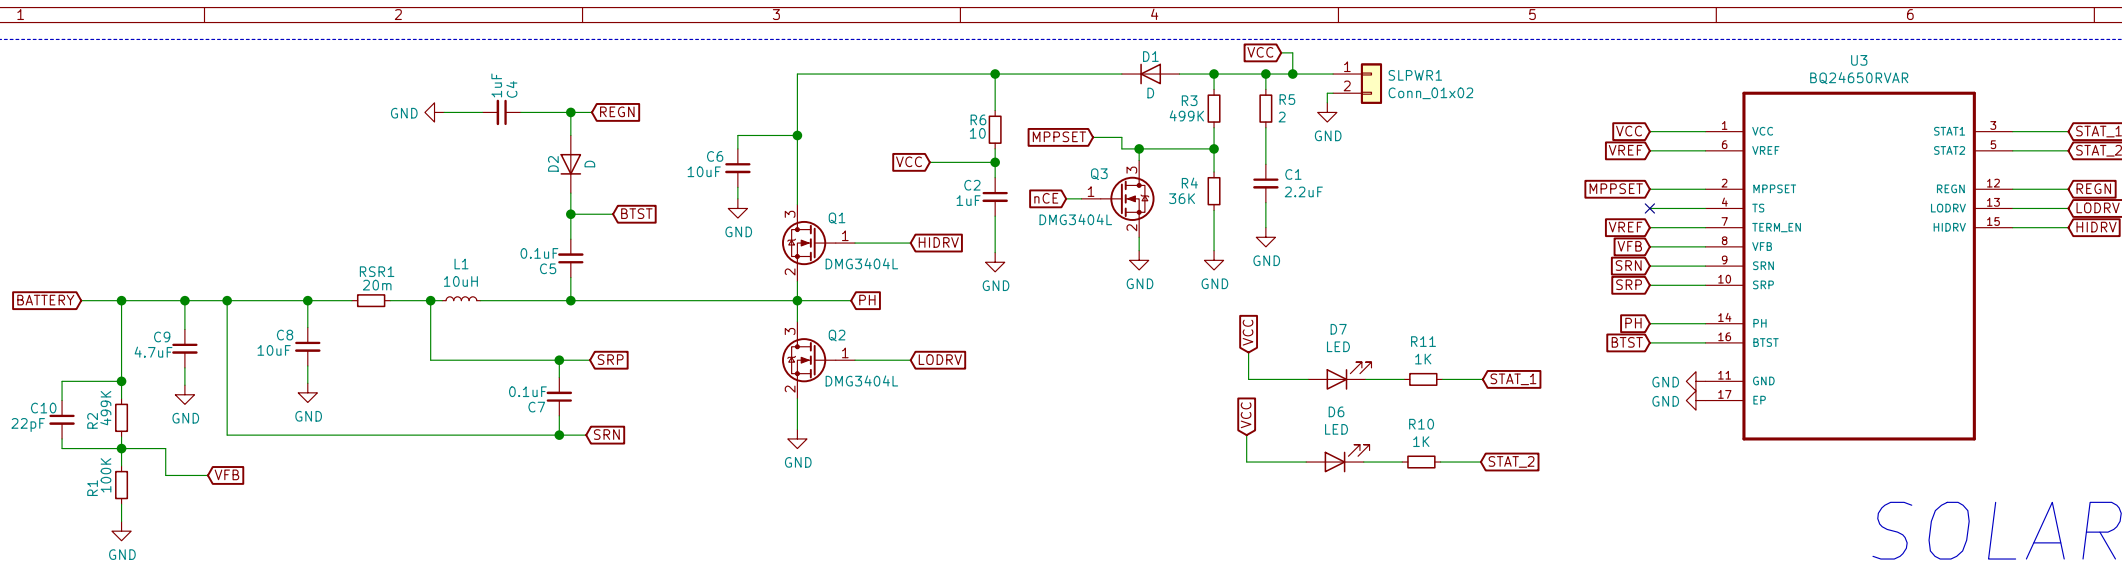 1 2 3 4 5 6
1uF
C4
GND
REGN
D2
D
BTST
0.1uF
C5
RSR1
20m
L1
10uH
BATTERY
PH
C9
4.7uF
GND
C8
10uF
GND
SRP
0.1uF
C7
SRN
C10
22pF
R2
499K
R1
100K
VFB
GND
C6
10uF
GND
3
Q1
1
HIDRV
2
DMG3404L
3
Q2
1
LODRV
2
DMG3404L
GND
R6
10
VCC
C2
1uF
GND
D1
D
VCC
R3
499K
R5
2
1
2
SLPWR1
Conn_01x02
GND
MPPSET
Q3
3
nCE
1
2
DMG3404L
GND
R4
36K
GND
C1
2.2uF
GND
VCC
D7
LED
R11
1K
STAT_1
VCC
D6
LED
R10
1K
STAT_2
U3
BQ24650RVAR
VCC 1 VCC
VREF 6 VREF
MPPSET 2 MPPSET
4 TS
VREF 7 TERM_EN
VFB 8 VFB
SRN 9 SRN
SRP 10 SRP
PH 14 PH
BTST 16 BTST
GND 11 GND
GND 17 EP
STAT1 3 STAT_1
STAT2 5 STAT_2
REGN 12 REGN
LODRV 13 LODRV
HIDRV 15 HIDRV
SOLAR